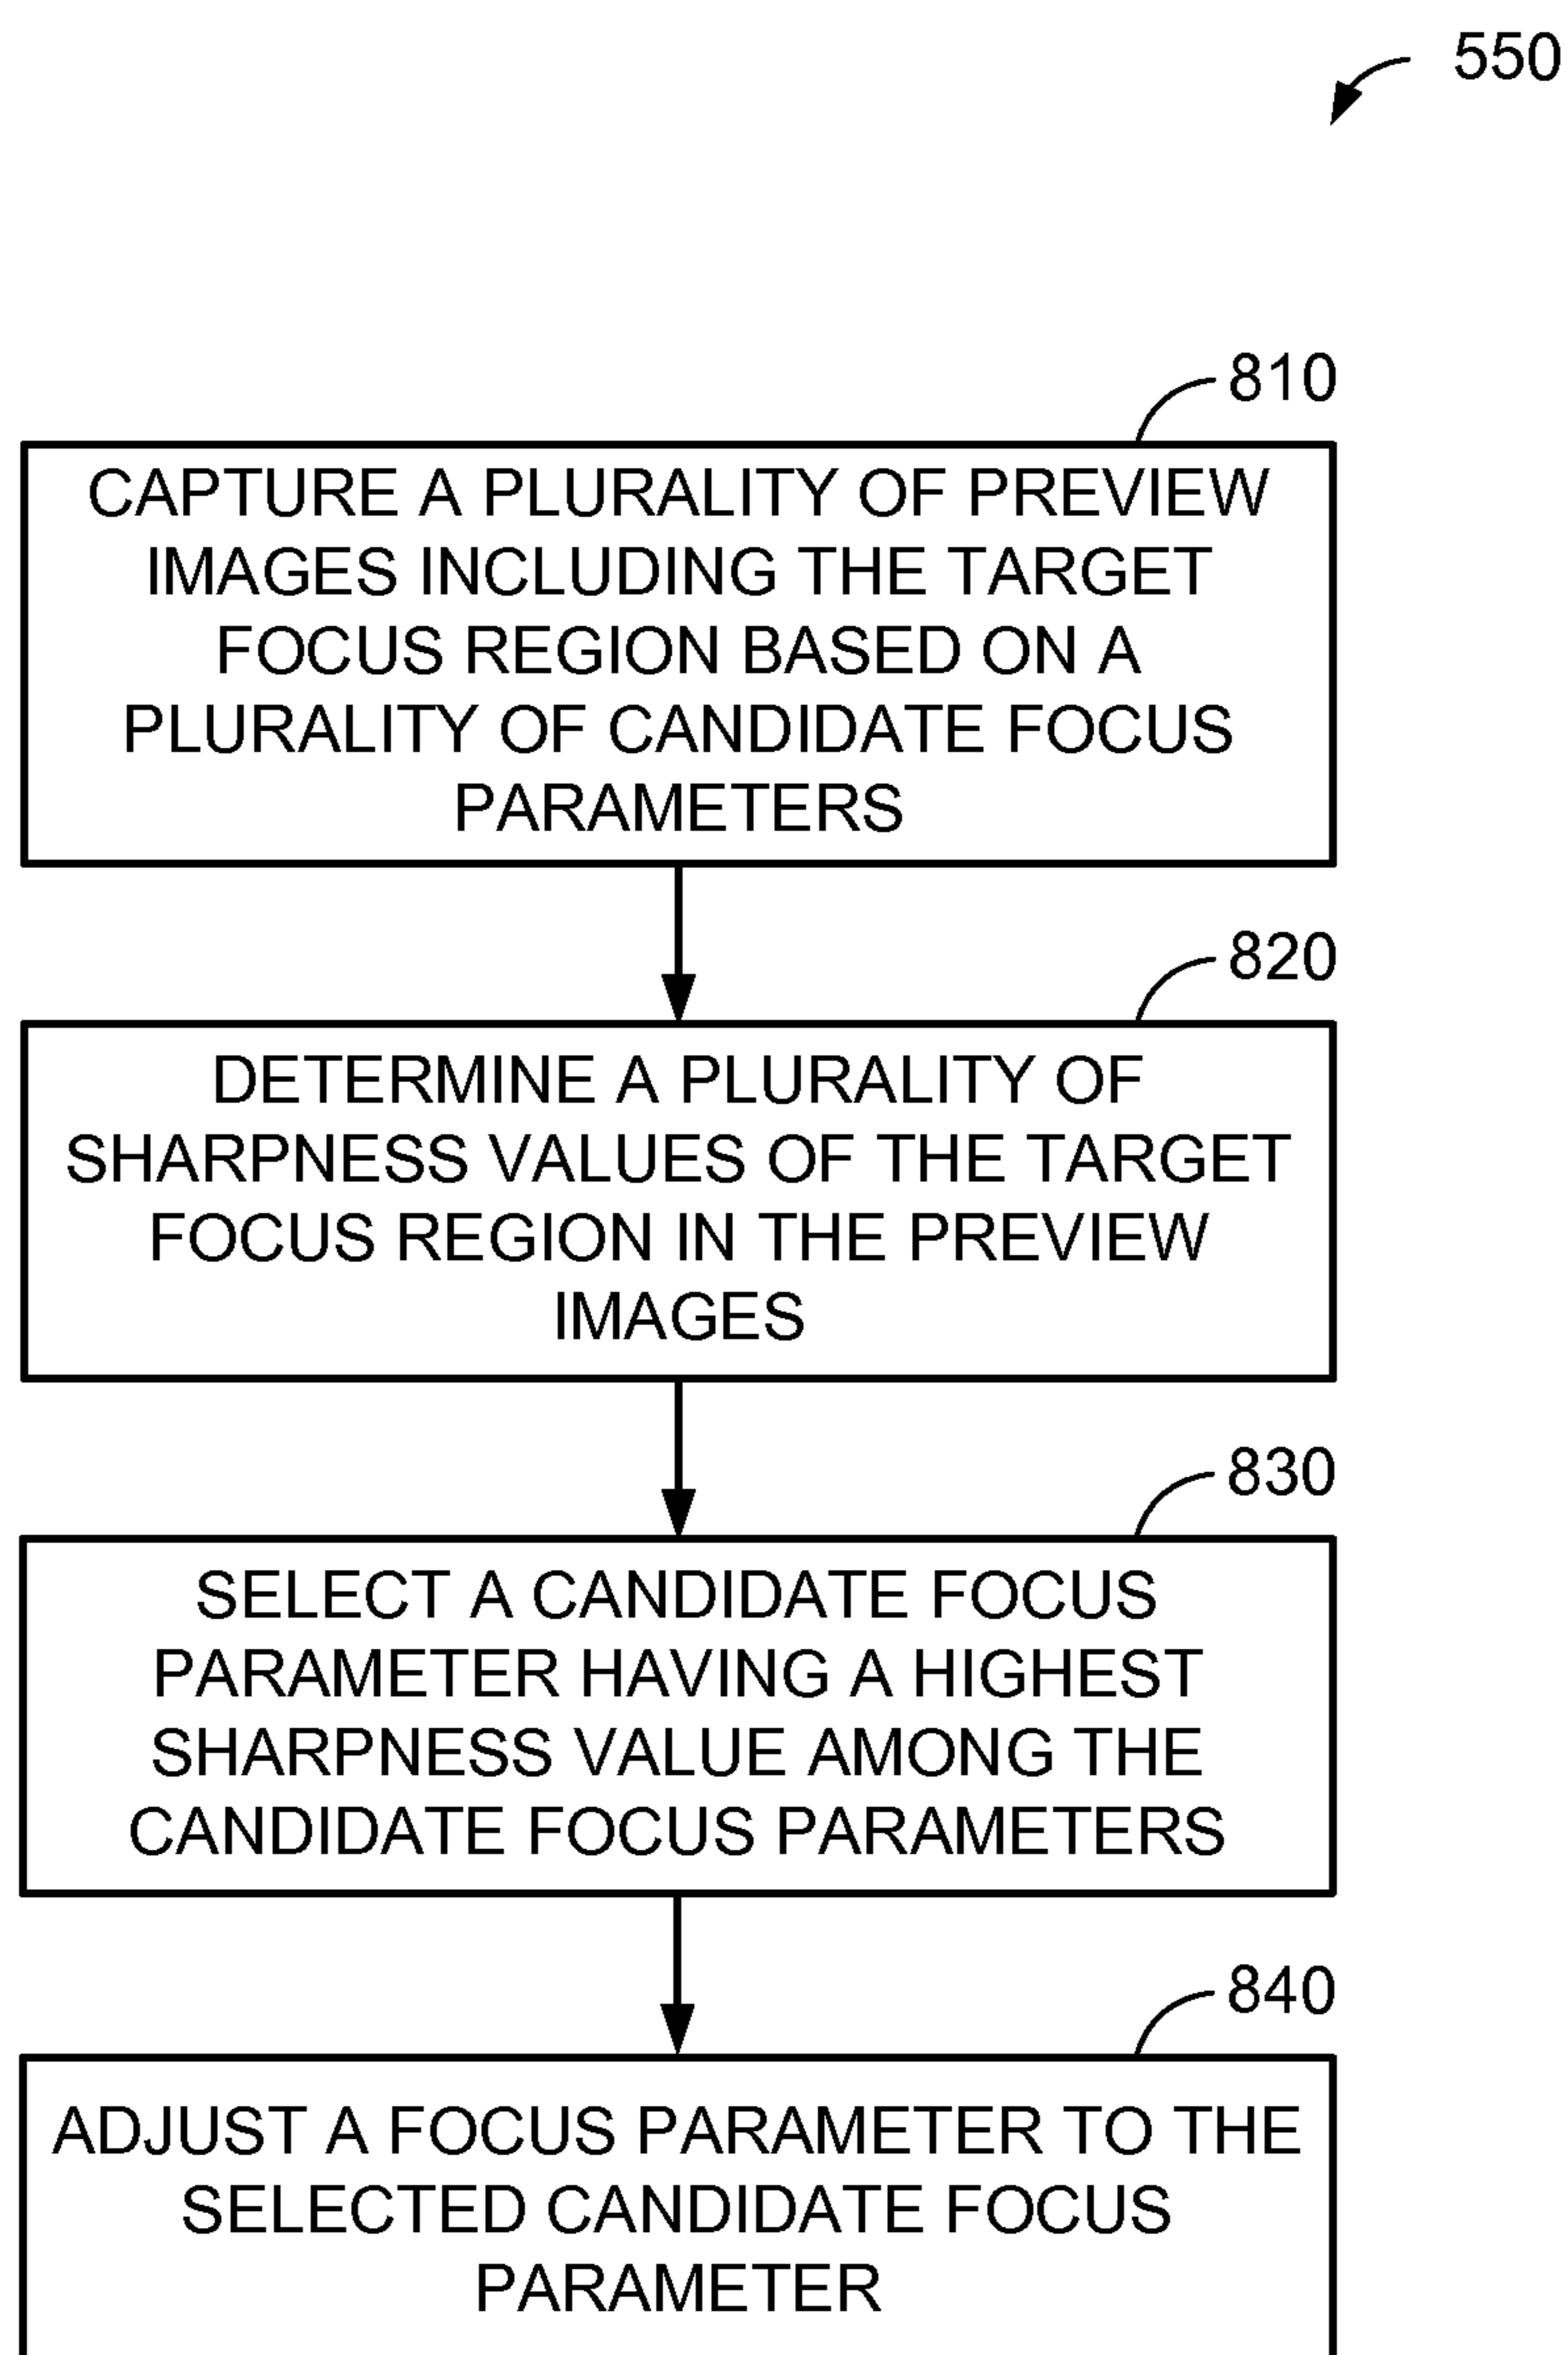 550
810
CAPTURE A PLURALITY OF PREVIEW
IMAGES INCLUDING THE TARGET
FOCUS REGION BASED ON A
PLURALITY OF CANDIDATE FOCUS
PARAMETERS
820
DETERMINE A PLURALITY OF
SHARPNESS VALUES OF THE TARGET
FOCUS REGION IN THE PREVIEW
IMAGES
830
SELECT A CANDIDATE FOCUS
PARAMETER HAVING A HIGHEST
SHARPNESS VALUE AMONG THE
CANDIDATE FOCUS PARAMETERS
840
ADJUST A FOCUS PARAMETER TO THE
SELECTED CANDIDATE FOCUS
PARAMETER